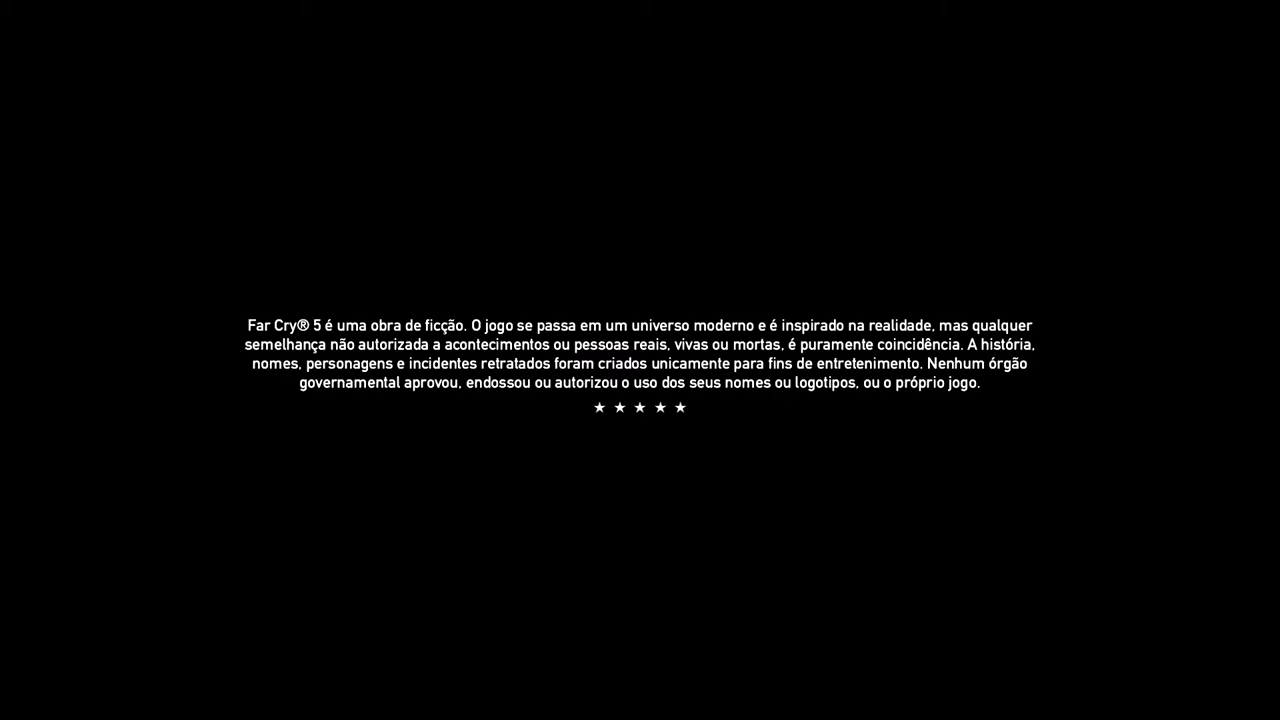 Far Cry® 5 é uma obra de ficção. O jogo se passa em um universo moderno e é inspirado na realidade, mas qualquer
semelhança não autorizada a acontecimentos ou pessoas reais, vivas ou mortas, é puramente coincidência. A história,
nomes, personagens e incidentes retratados foram criados unicamente para fins de entretenimento. Nenhum órgão
governamental aprovou, endossou ou autorizou o uso dos seus nomes ou logotipos, ou o próprio jogo.
★ ★ ★ ★ ★